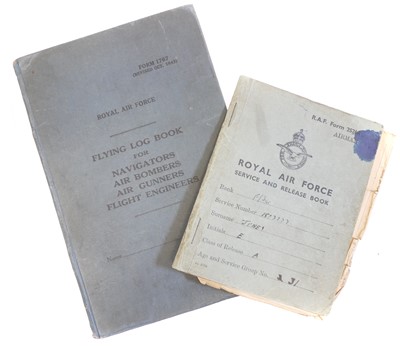 FORM 1767
ROYAL AIR FORCE
FLYING LOG BOOK
FOR
NAVIGATORS
AIR BOMBERS
AIR GUNNERS
FLIGHT ENGINEERS
Name
R.A.F. Form
ROYAL AIR FORCE
SERVICE AND RELEASE BOOK
Rank
Service Number
Surname JONES
Initials E
Class of Release A
Age and Service Group No. 31